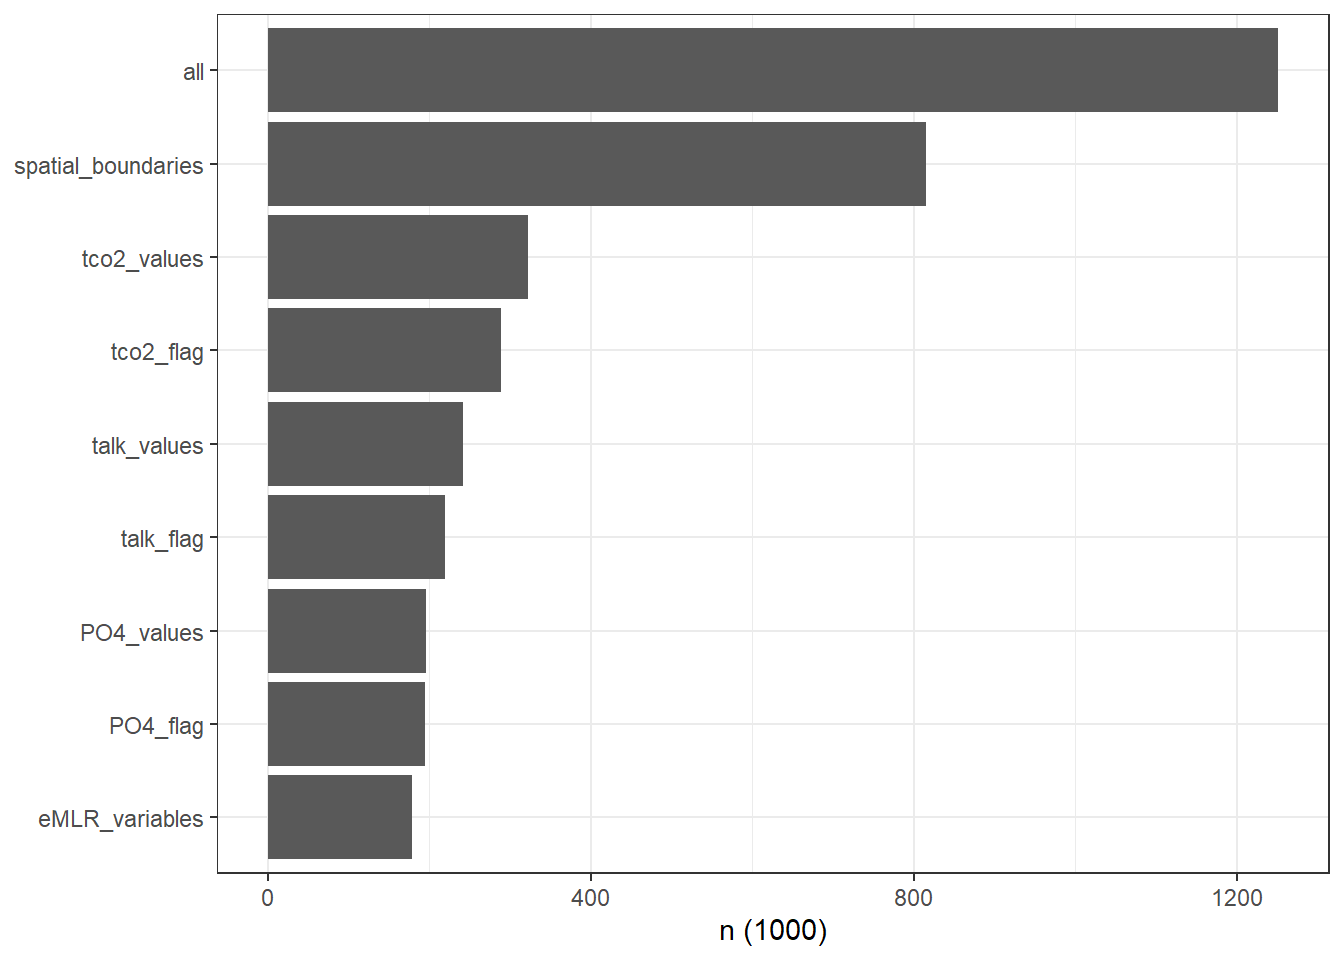 all
spatial_boundaries
tco2_values
tco2_flag
talk_values
talk_flag
PO4_values
PO4_flag
eMLR_variables
0 400 800 1200
n (1000)